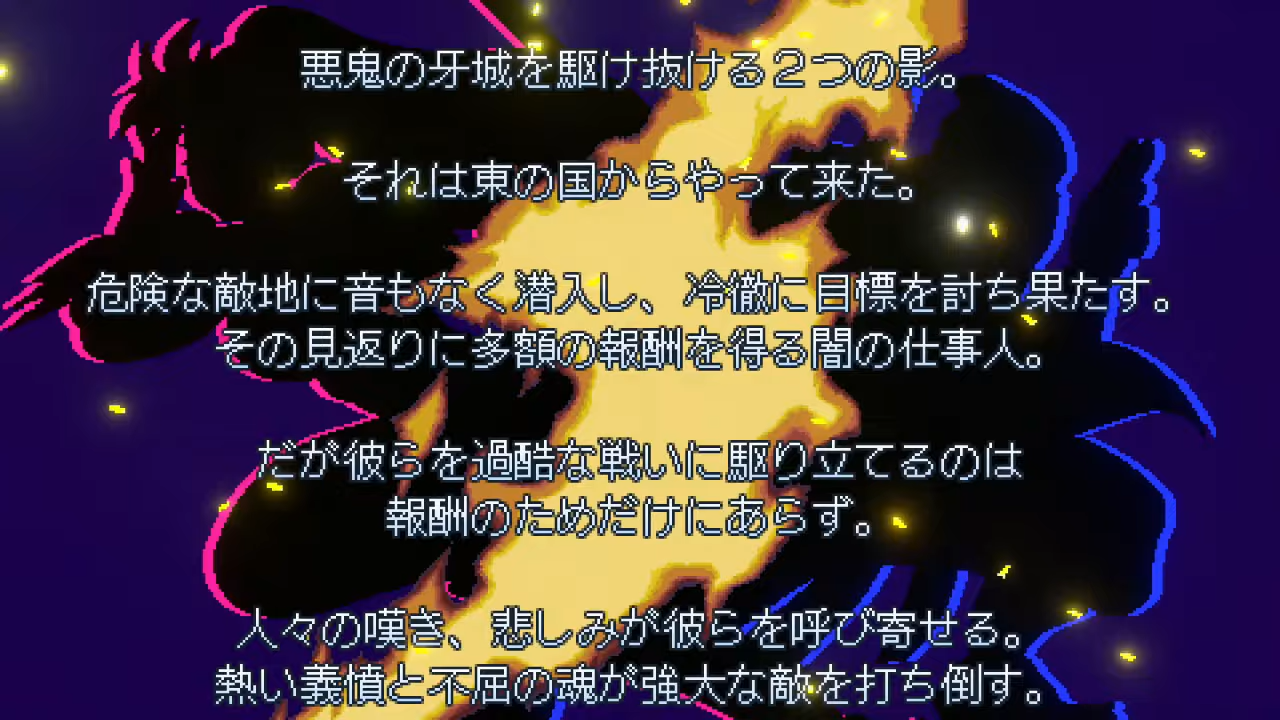 悪鬼の牙城を駆け抜ける２つの影。
それは東の国からやって来た。
危険な敵地に音もなく潜入し、冷徹に目標を討ち果たす。
その見返りに多額の報酬を得る闇の仕事人。
だが彼らを過酷な戦いに駆り立てるのは
報酬のためだけにあらず。
人々の嘆き、悲しみが彼らを呼び寄せる。
熱い義憤と不屈の魂が強大な敵を打ち倒す。